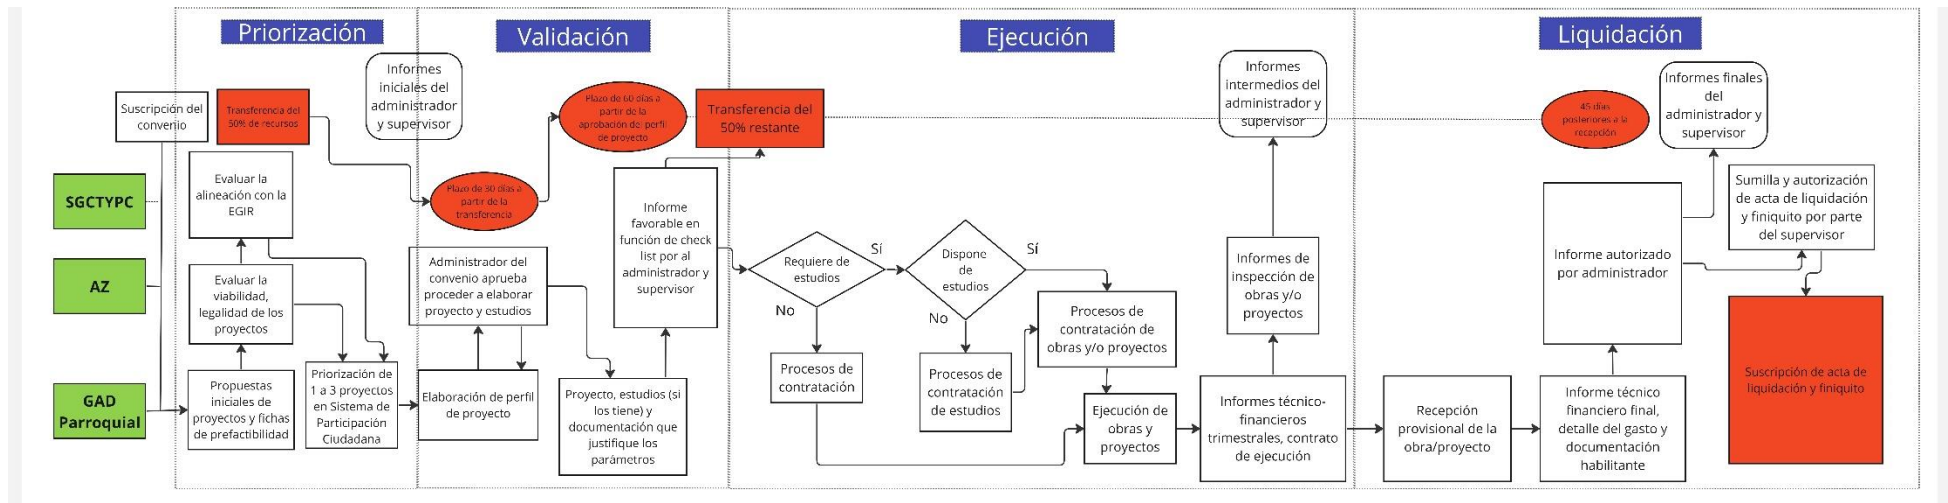 Priorización
Validación
Ejecución
Liquidación
SGCTYPC
AZ
GAD
Parroquial
Suscripción del
convenio
Transferencia del
50% de recursos
Informes
iniciales del
administrador
y supervisor
Evaluar la
alineación con la
EGIR
Evaluar la
viabilidad,
legalidad de los
proyectos
Propuestas
iniciales de
proyectos y fichas
de prefactibilidad
Priorización de
1 a 3 proyectos
en Sistema de
Participación
Ciudadana
Plazo de 30 días a
partir de la
transferencia
Plazo de 60 días a
partir de la
aprobación del perfil
de proyecto
Administrador del
convenio aprueba
proceder a elaborar
proyecto y estudios
Elaboración de perfil
de proyecto
Proyecto, estudios (si
los tiene) y
documentación que
justifique los
parámetros
Informe
favorable en
función de check
list por al
administrador y
supervisor
Transferencia del
50% restante
Requiere de
estudios
Sí
No
Dispone
de
estudios
Sí
No
Procesos de
contratación
Procesos de
contratación
de estudios
Procesos de
contratación de
obras y/o proyectos
Ejecución de
obras y
proyectos
Informes
intermedios del
administrador y
supervisor
Informes de
inspección de
obras y/o
proyectos
Informes técnico-
financieros
trimestrales, contrato
de ejecución
Recepción
provisional de la
obra/proyecto
45 días
posteriores a la
recepción
Informes finales
del
administrador y
supervisor
Informe autorizado
por administrador
Informe técnico
financiero final,
detalle del gasto y
documentación
habilitante
Sumilla y autorización
de acta de liquidación
y finiquito por parte
del supervisor
Suscripción de acta de
liquidación y finiquito